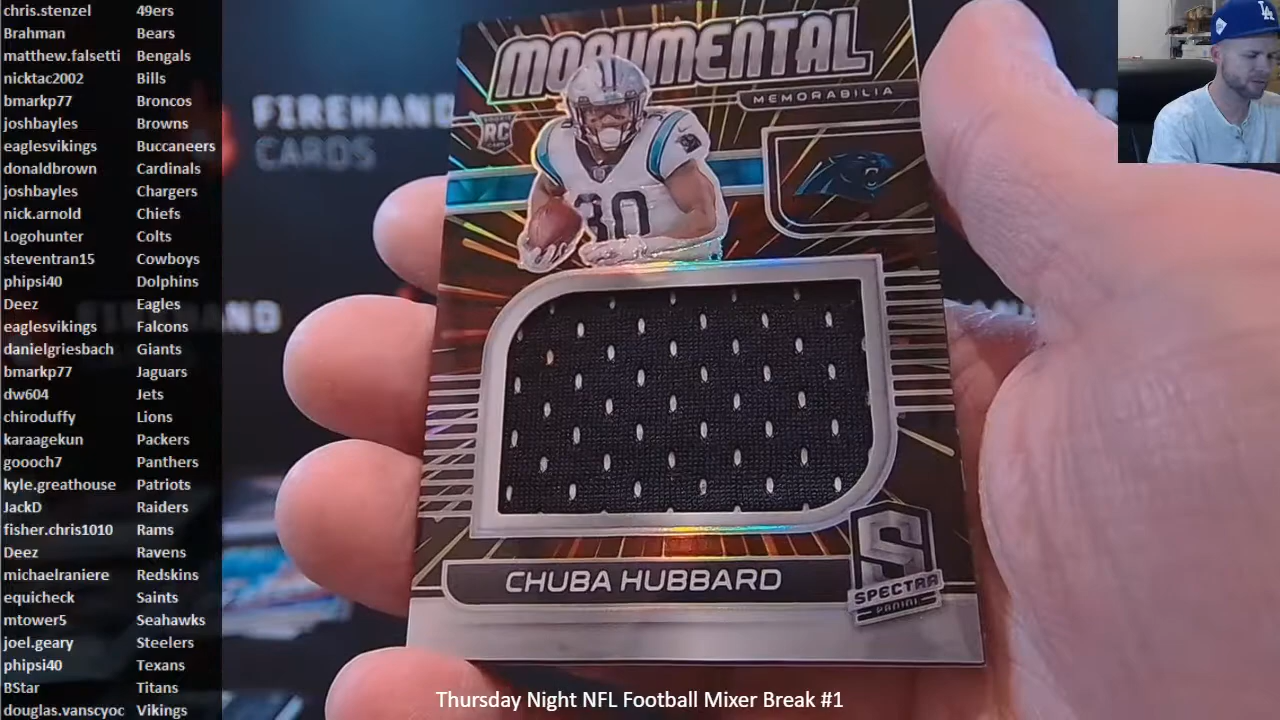 chris.stenzel 49ers
Brahman Bears
matthew.falsetti Bengals
nicktac2002 Bills
bmarkp77 Broncos
joshbayles Browns
eaglesvikings Buccaneers
donaldbrown Cardinals
joshbayles Chargers
nick.arnold Chiefs
Logohunter Colts
steventran15 Cowboys
phipsi40 Dolphins
Deez Eagles
eaglesvikings Falcons
danielgriesbach Giants
bmarkp77 Jaguars
dw604 Jets
chiroduffy Lions
karaagekun Packers
goooch7 Panthers
kyle.greathouse Patriots
JackD Raiders
fisher.chris1010 Rams
Deez Ravens
michaelraniere Redskins
equicheck Saints
mtower5 Seahawks
joel.geary Steelers
phipsi40 Texans
BStar Titans
douglas.vanscyoc Vikings
FIREHAND
CARDS
MONUMENTAL
MEMORABILIA
RC
30
CHUBA HUBBARD
S
SPECTRA
PANINI
LA
Thursday Night NFL Football Mixer Break #1